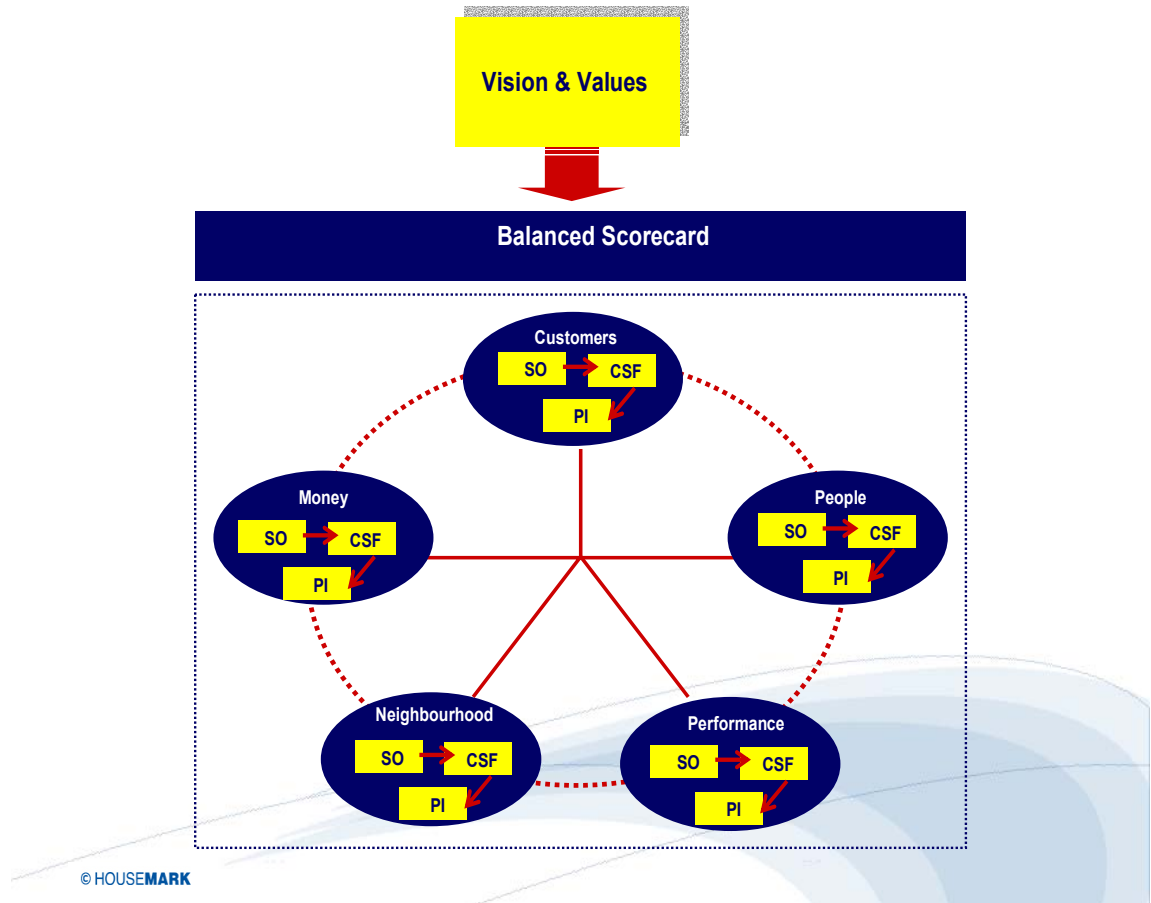 Vision & Values
Balanced Scorecard
Customers
SO
CSF
PI
Money
SO
CSF
PI
People
SO
CSF
PI
Neighbourhood
SO
CSF
PI
Performance
SO
CSF
PI
© HOUSEMARK